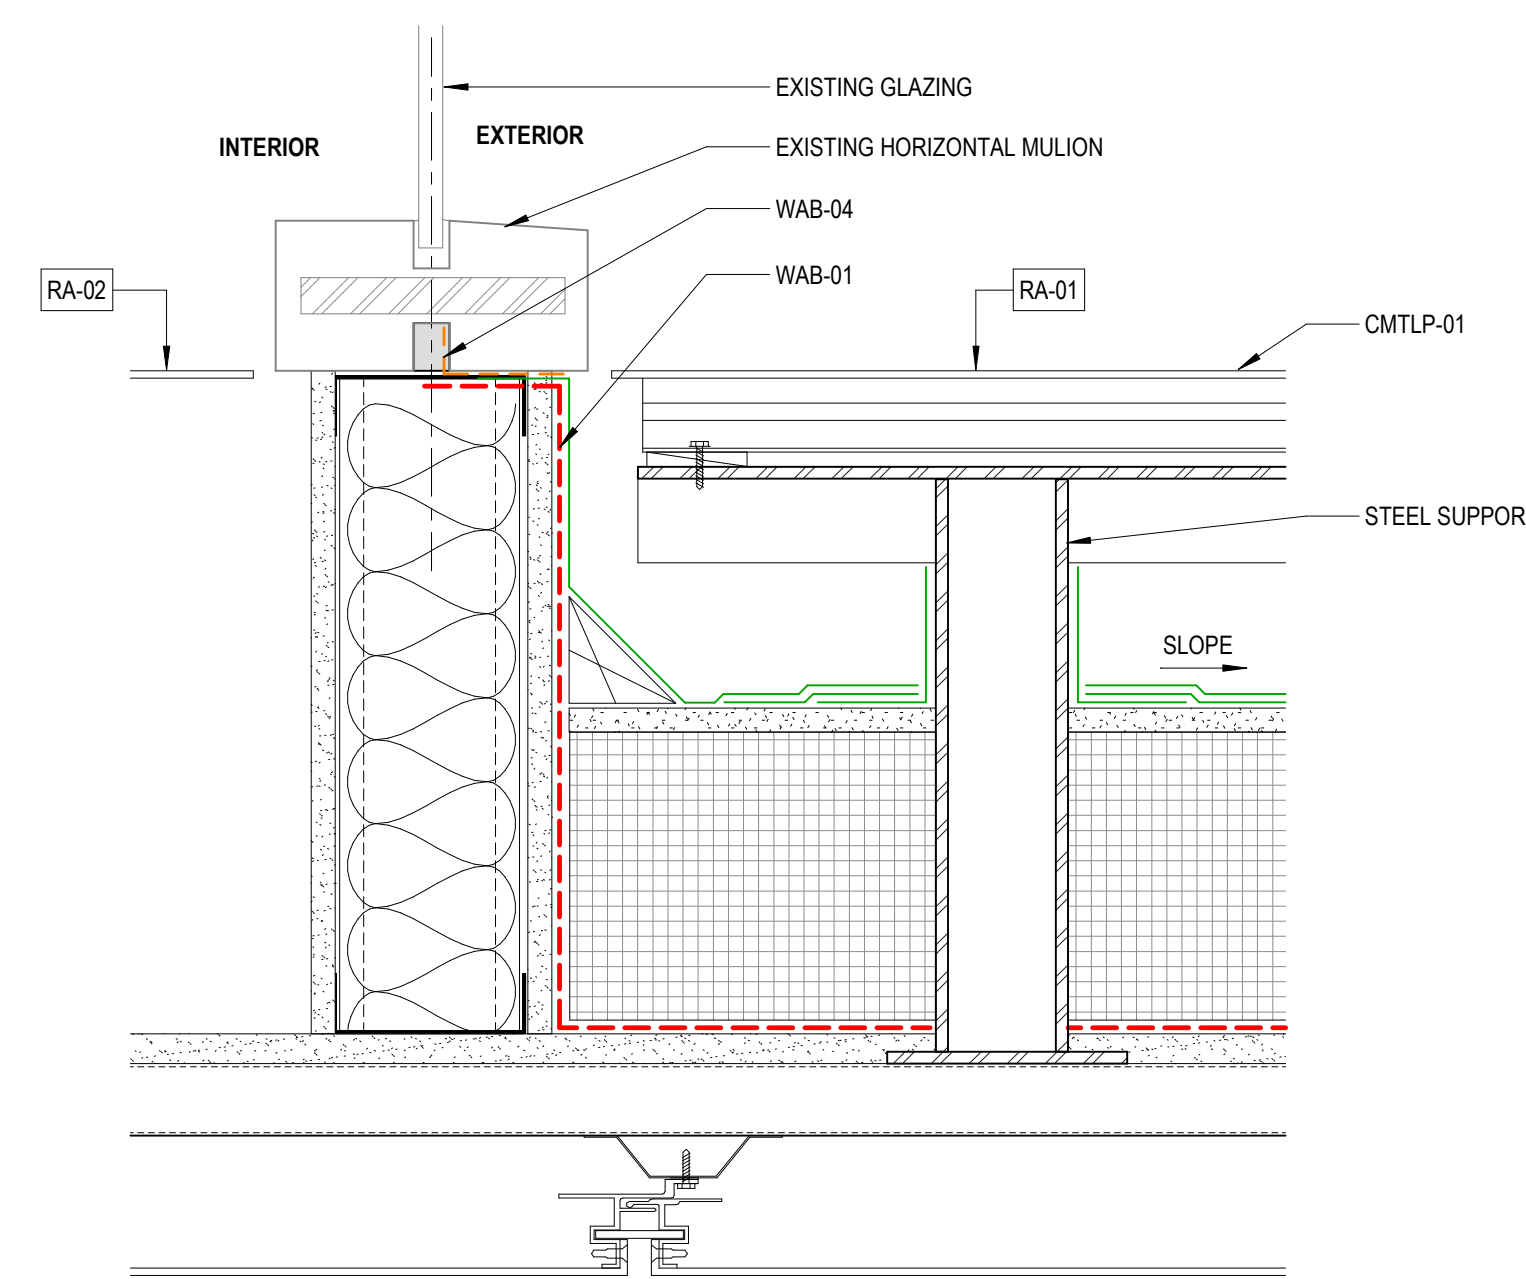 EXISTING GLAZING
INTERIOR
EXTERIOR
EXISTING HORIZONTAL MULION
WAB-04
WAB-01
RA-02
RA-01
CMTLP-01
STEEL SUPPOR
SLOPE